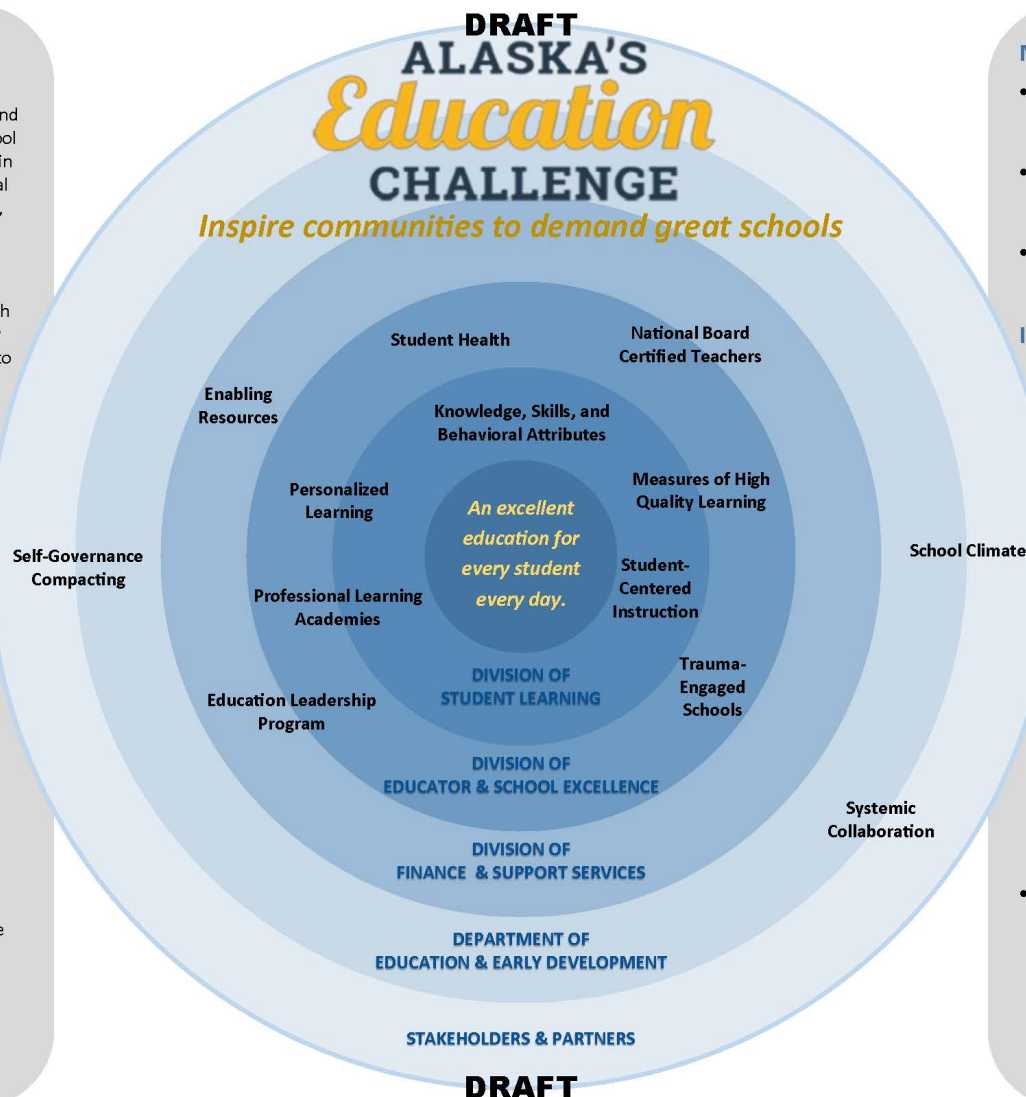 DRAFT
ALASKA'S
Education
CHALLENGE
Inspire communities to demand great schools
Student Health
National Board
Certified Teachers
Enabling
Resources
Knowledge, Skills, and
Behavioral Attributes
Personalized
Learning
Measures of High
Quality Learning
An excellent
education for
every student
every day.
Self-Governance
Compacting
School Climate
Student-
Centered
Instruction
Professional Learning
Academies
Trauma-
Engaged
Schools
Education Leadership
Program
DIVISION OF
STUDENT LEARNING
DIVISION OF
EDUCATOR & SCHOOL EXCELLENCE
Systemic
Collaboration
DIVISION OF
FINANCE & SUPPORT SERVICES
DEPARTMENT OF
EDUCATION & EARLY DEVELOPMENT
STAKEHOLDERS & PARTNERS
DRAFT